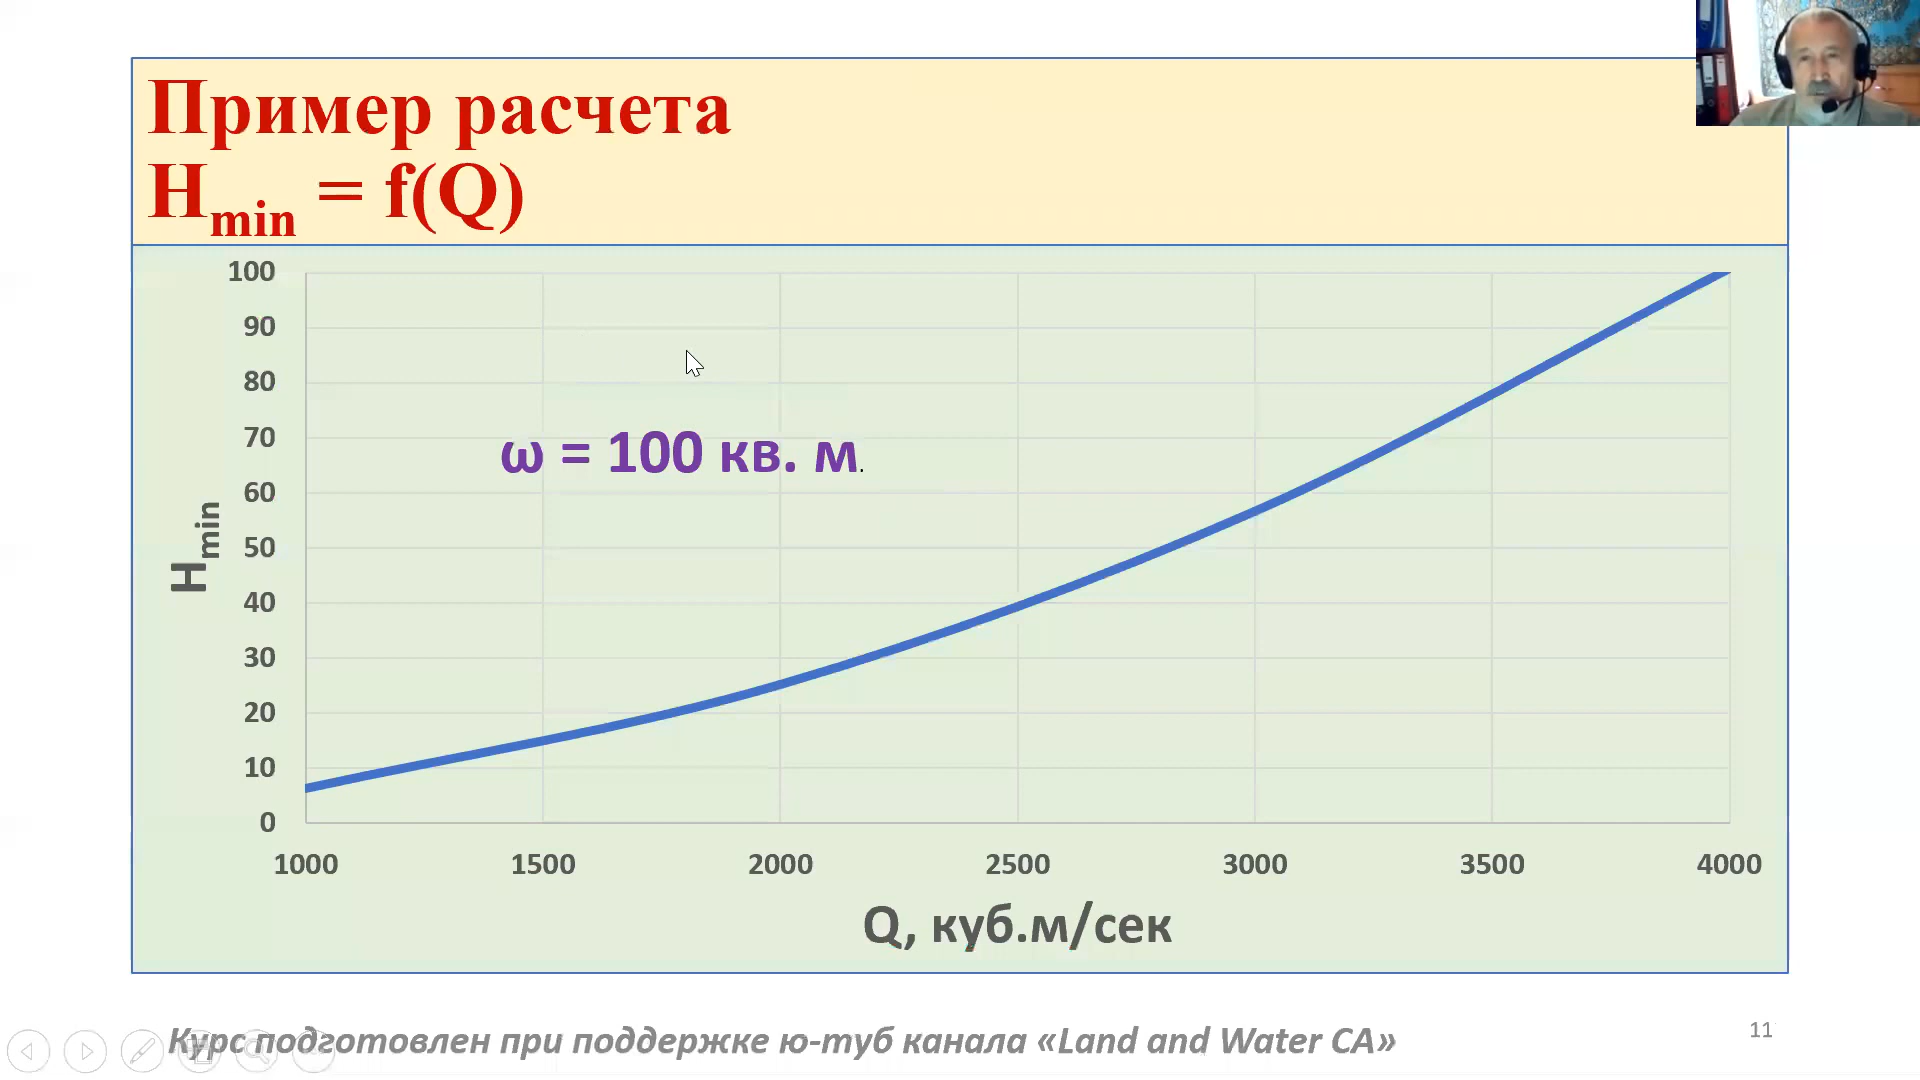 Пример расчета
Hmin = f(Q)
100
90
80
70
60
50
40
30
20
10
0
Hmin
ω = 100 кв. м.
1000 1500 2000 2500 3000 3500 4000
Q, куб.м/сек
Курс подготовлен при поддержке ю-туб канала «Land and Water CA»
11